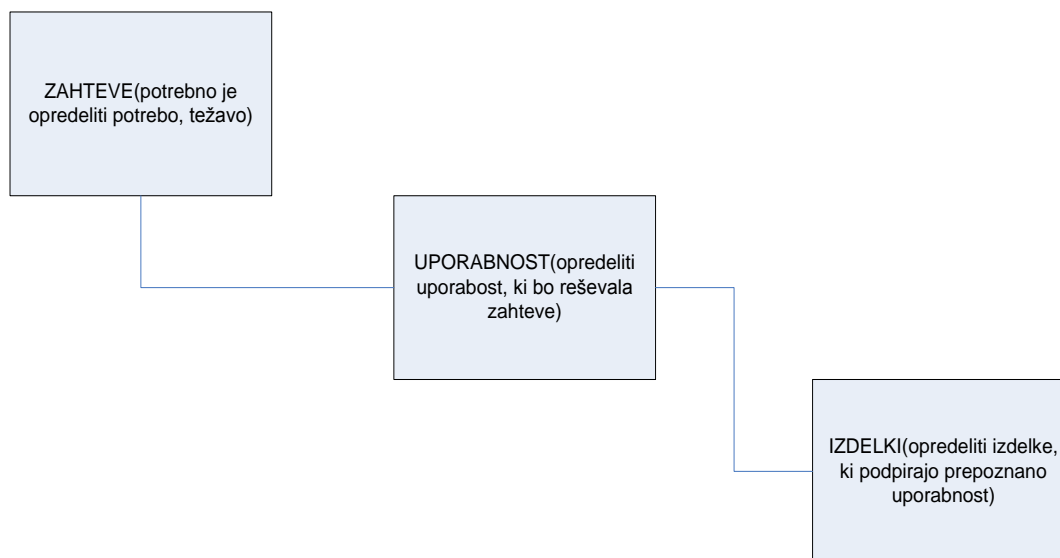 ZAHTEVE(potrebno je
opredeliti potrebo, težavo)
UPORABNOST(opredeliti
uporabost, ki bo reševala
zahteve)
IZDELKI(opredeliti izdelke,
ki podpirajo prepoznano
uporabnost)